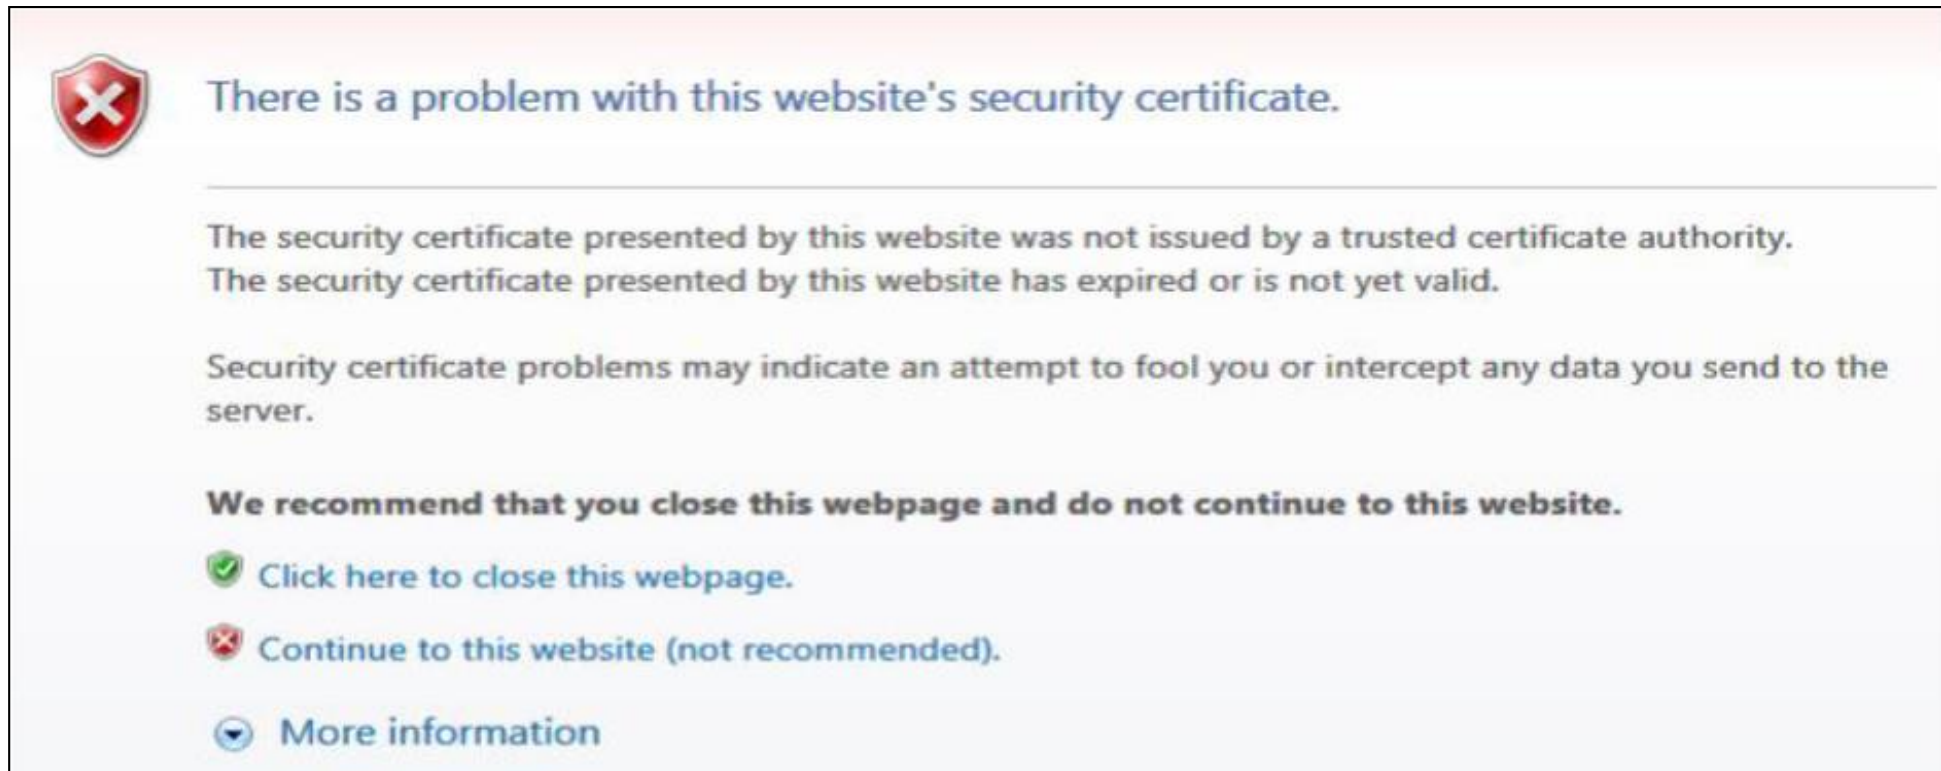 There is a problem with this website's security certificate.
The security certificate presented by this website was not issued by a trusted certificate authority.
The security certificate presented by this website has expired or is not yet valid.
Security certificate problems may indicate an attempt to fool you or intercept any data you send to the
server.
We recommend that you close this webpage and do not continue to this website.
Click here to close this webpage.
Continue to this website (not recommended).
More information